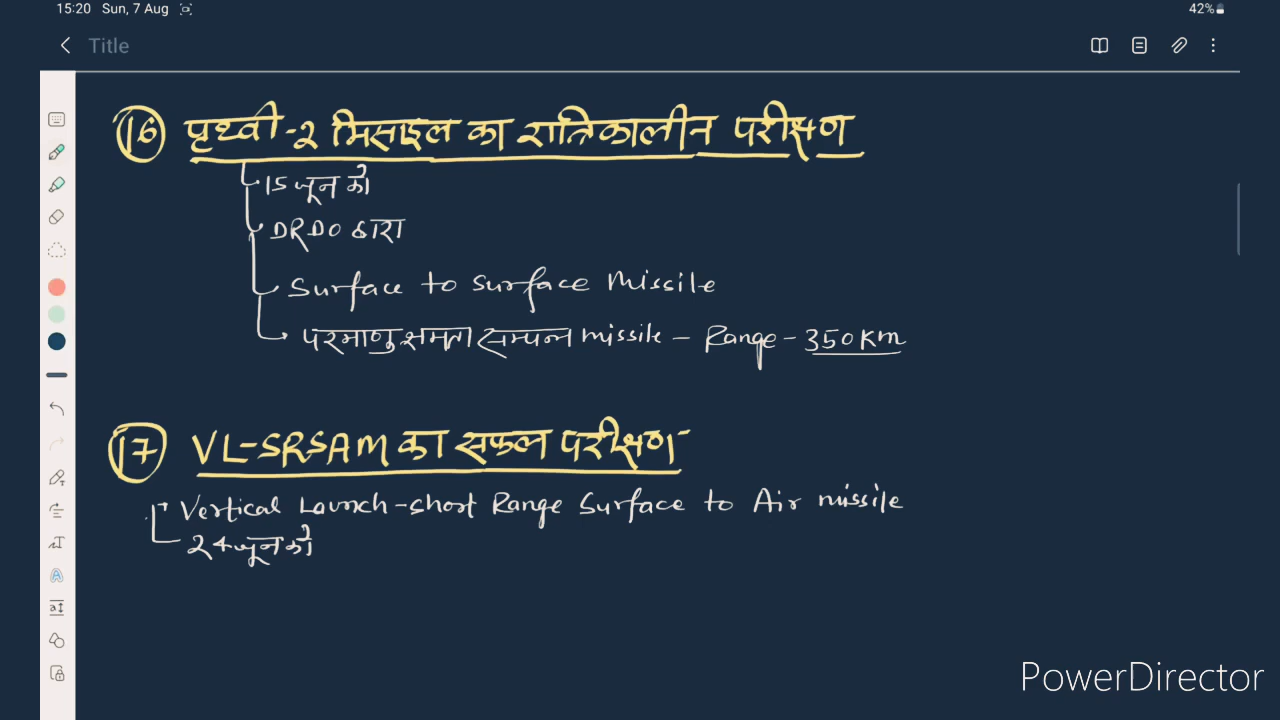 15:20 Sun, 7 Aug
42%
Title
16 पृथ्वी-2 मिसाइल का रात्रिकालीन परीक्षण
15 जून को
DRDO द्वारा
Surface to Surface Missile
परमाणु क्षमता सम्पन्न missile - Range - 350 Km
17 VL-SRSAM का सफल परीक्षण
Vertical Launch-short Range Surface to Air missile
24 जून को
PowerDirector